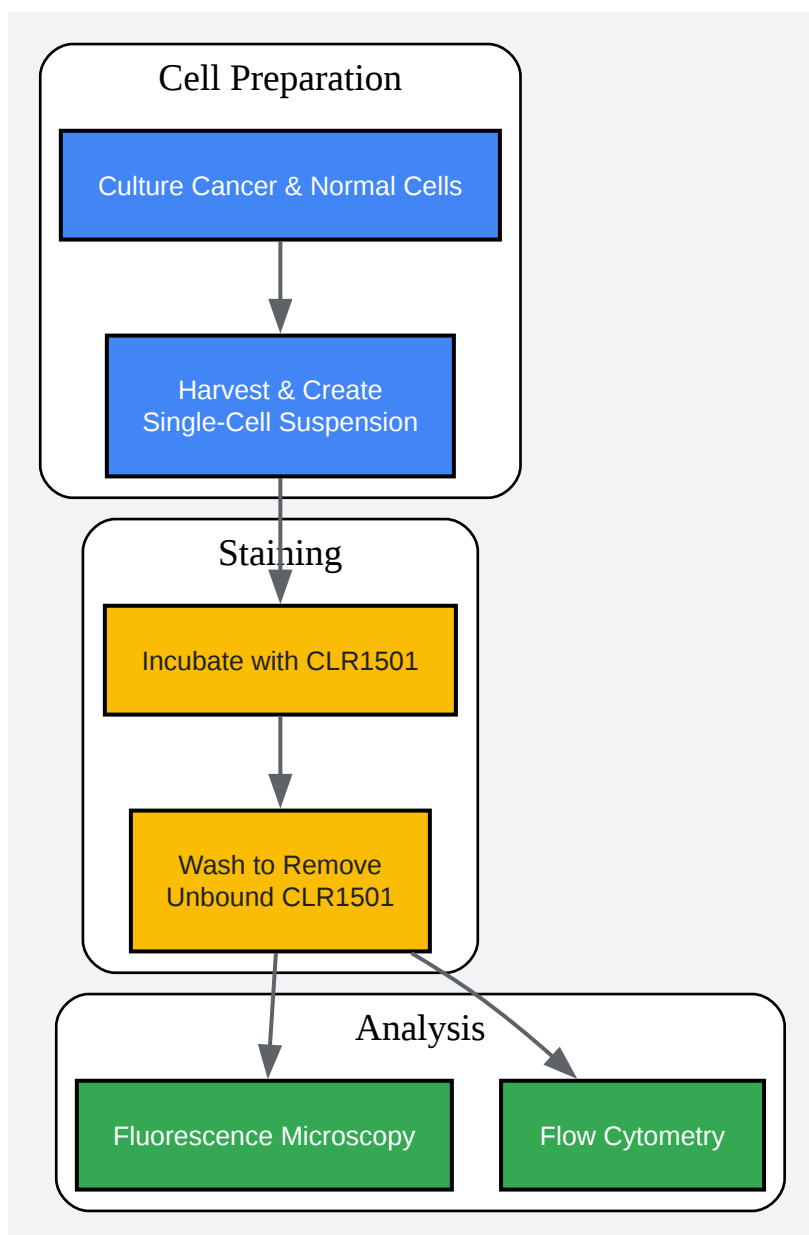 Cell Preparation
Culture Cancer & Normal Cells
Harvest & Create
Single-Cell Suspension
Staining
Incubate with CLR1501
Wash to Remove
Unbound CLR1501
Analysis
Fluorescence Microscopy
Flow Cytometry